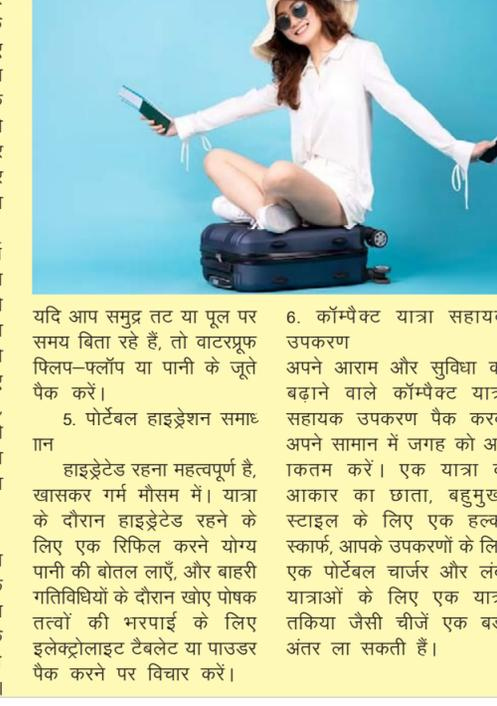 यदि आप समुद्र तट या पूल पर
समय बिता रहे हैं, तो वाटरप्रूफ
फ्लिप–फ्लॉप या पानी के जूते
पैक करें।
5. पोर्टेबल हाइड्रेशन समाध
ान
हाइड्रेटेड रहना महत्वपूर्ण है,
खासकर गर्म मौसम में। यात्रा
के दौरान हाइड्रेटेड रहने के
लिए एक रिफिल करने योग्य
पानी की बोतल लाएँ, और बाहरी
गतिविधियों के दौरान खोए पोषक
तत्वों की भरपाई के लिए
इलेक्ट्रोलाइट टैबलेट या पाउडर
पैक करने पर विचार करें।
6. कॉम्पैक्ट यात्रा
उपकरण
अपने आराम और सुविधा
बढ़ाने वाले कॉम्पैक्ट
सहायक उपकरण पैक
अपने सामान में जगह को
ाकतम करें। एक यात्रा
आकार का छाता,
स्टाइल के लिए एक
स्कार्फ, आपके उपकरणों के
एक पोर्टेबल चार्जर और
यात्राओं के लिए एक
तकिया जैसी चीजें एक
अंतर ला सकती हैं।